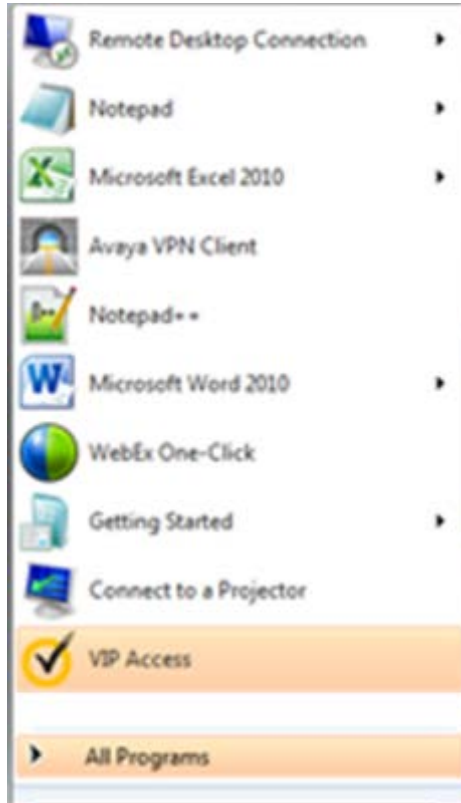 Remote Desktop Connection
Notepad
Microsoft Excel 2010
Avaya VPN Client
Notepad++
Microsoft Word 2010
WebEx One-Click
Getting Started
Connect to a Projector
VIP Access
All Programs